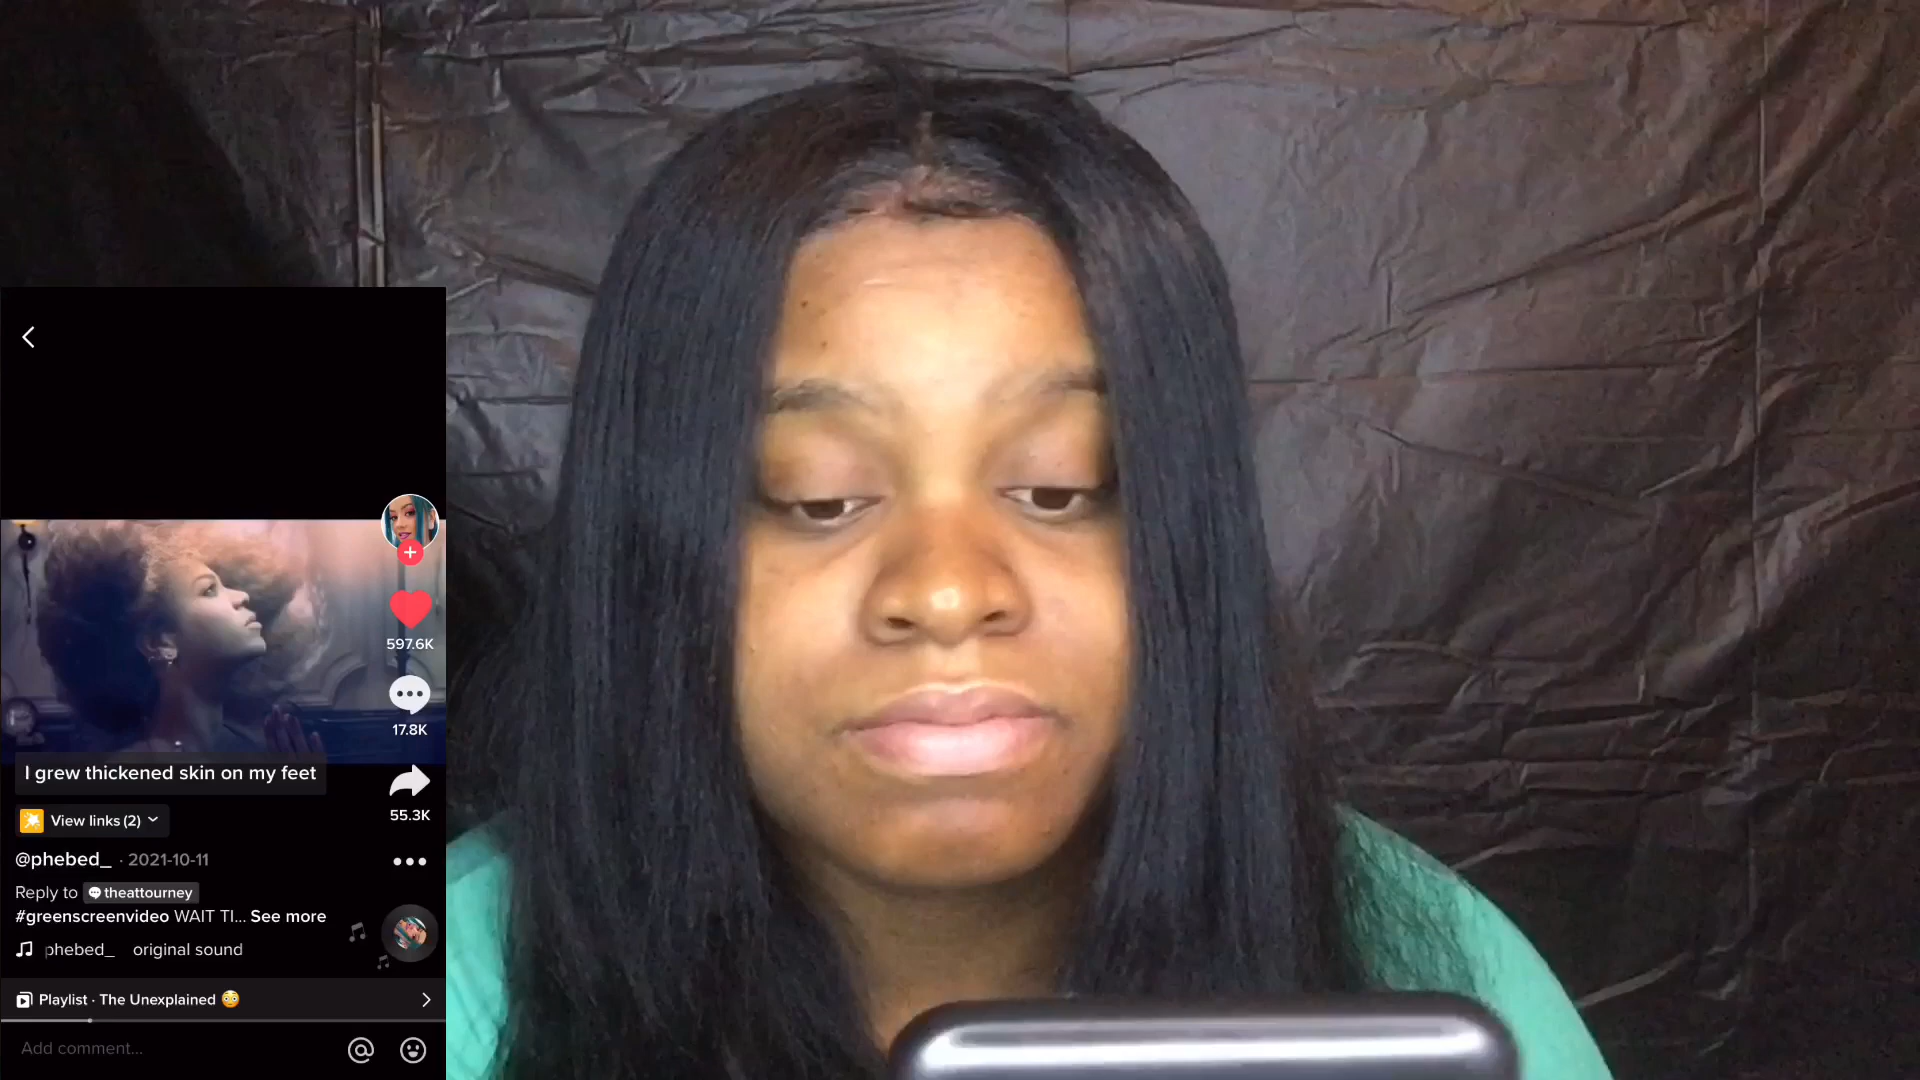 597.6K
17.8K
I grew thickened skin on my feet
55.3K
View links (2)
@phebed_ · 2021-10-11
Reply to theattourney
#greenscreenvideo WAIT TI... See more
phebed_ original sound
Playlist · The Unexplained 😳
Add comment...